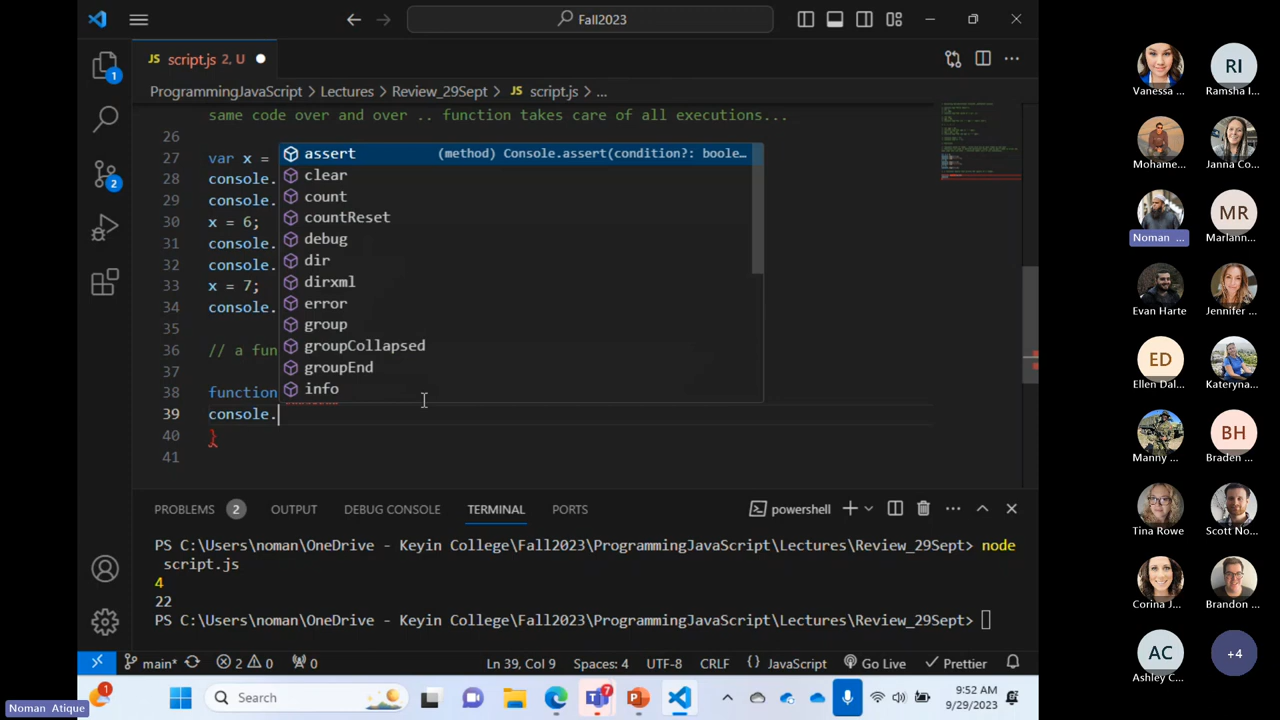 Fall2023
JS script.js 2, U
ProgrammingJavaScript > Lectures > Review_29Sept > JS script.js > ...
same code over and over .. function takes care of all executions...
26
27 var x =
28 console.
29 console.
30 x = 6;
31 console.
32 console.
33 x = 7;
34 console.
35
36 // a fun
37
38 function
39 console.
40 }
41
assert (method) Console.assert(condition?: boole…
clear
count
countReset
debug
dir
dirxml
error
group
groupCollapsed
groupEnd
info
1
2
PROBLEMS 2 OUTPUT DEBUG CONSOLE TERMINAL PORTS powershell
PS C:\Users\noman\OneDrive - Keyin College\Fall2023\ProgrammingJavaScript\Lectures\Review_29Sept> node
script.js
4
22
PS C:\Users\noman\OneDrive - Keyin College\Fall2023\ProgrammingJavaScript\Lectures\Review_29Sept>
main* 2 0 0 Ln 39, Col 9 Spaces: 4 UTF-8 CRLF {} JavaScript Go Live Prettier
1 Search 7 9:52 AM
9/29/2023
Noman Atique
Vanessa ...
RI
Ramsha I...
Mohame...
Janna Co...
Noman ...
MR
Marlann...
Evan Harte
Jennifer ...
ED
Ellen Dal...
Kateryna...
Manny ...
BH
Braden ...
Tina Rowe
Scott No...
Corina J...
Brandon ...
AC
Ashley C...
+4